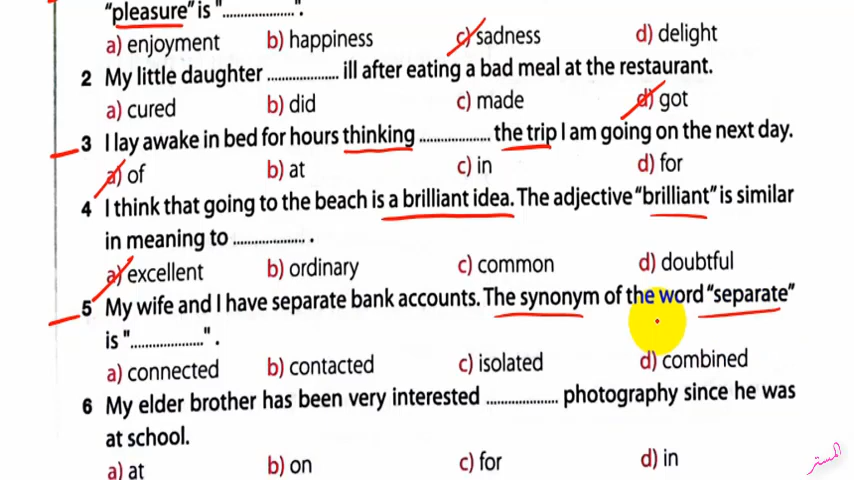 "pleasure" is "....................".
a) enjoyment b) happiness c) sadness d) delight
2 My little daughter .................... ill after eating a bad meal at the restaurant.
a) cured b) did c) made d) got
3 I lay awake in bed for hours thinking .................... the trip I am going on the next day.
a) of b) at c) in d) for
4 I think that going to the beach is a brilliant idea. The adjective "brilliant" is similar
in meaning to .................... .
a) excellent b) ordinary c) common d) doubtful
5 My wife and I have separate bank accounts. The synonym of the word "separate"
is "....................".
a) connected b) contacted c) isolated d) combined
6 My elder brother has been very interested .................... photography since he was
at school.
a) at b) on c) for d) in
المستر